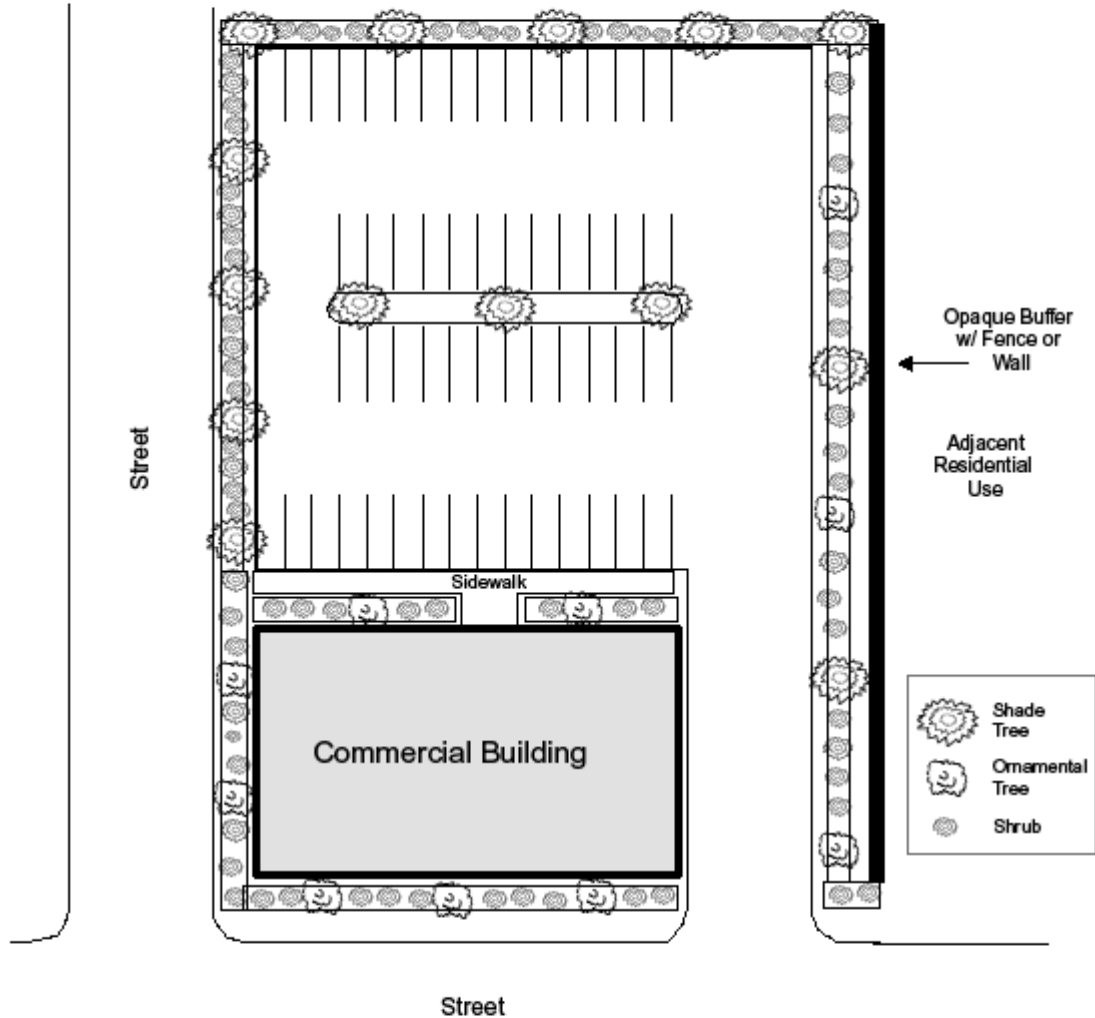 Opaque Buffer
w/ Fence or
Wall
Street
Adjacent
Residential
Use
Sidewalk
Commercial Building
Shade
Tree
Ornamental
Tree
Shrub
Street